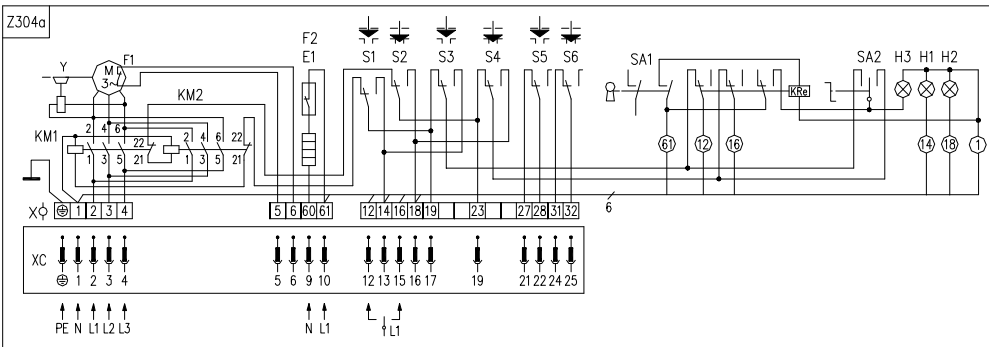 Z304a
F2
E1
S1 S2 S3 S4 S5 S6
SA1 SA2 H3 H1 H2
Y M 3~ F1
KM2
KRe
KM1
2 4 6 22 2 4 6 22
1 3 5 21 1 3 5 21
61 12 16 14 18 1
6
X 1 2 3 4 5 6 60 61 12 14 16 18 19 23 27 28 31 32
XC
1 2 3 4 5 6 9 10 12 13 15 16 17 19 21 22 24 25
PE N L1 L2 L3 N L1 L1